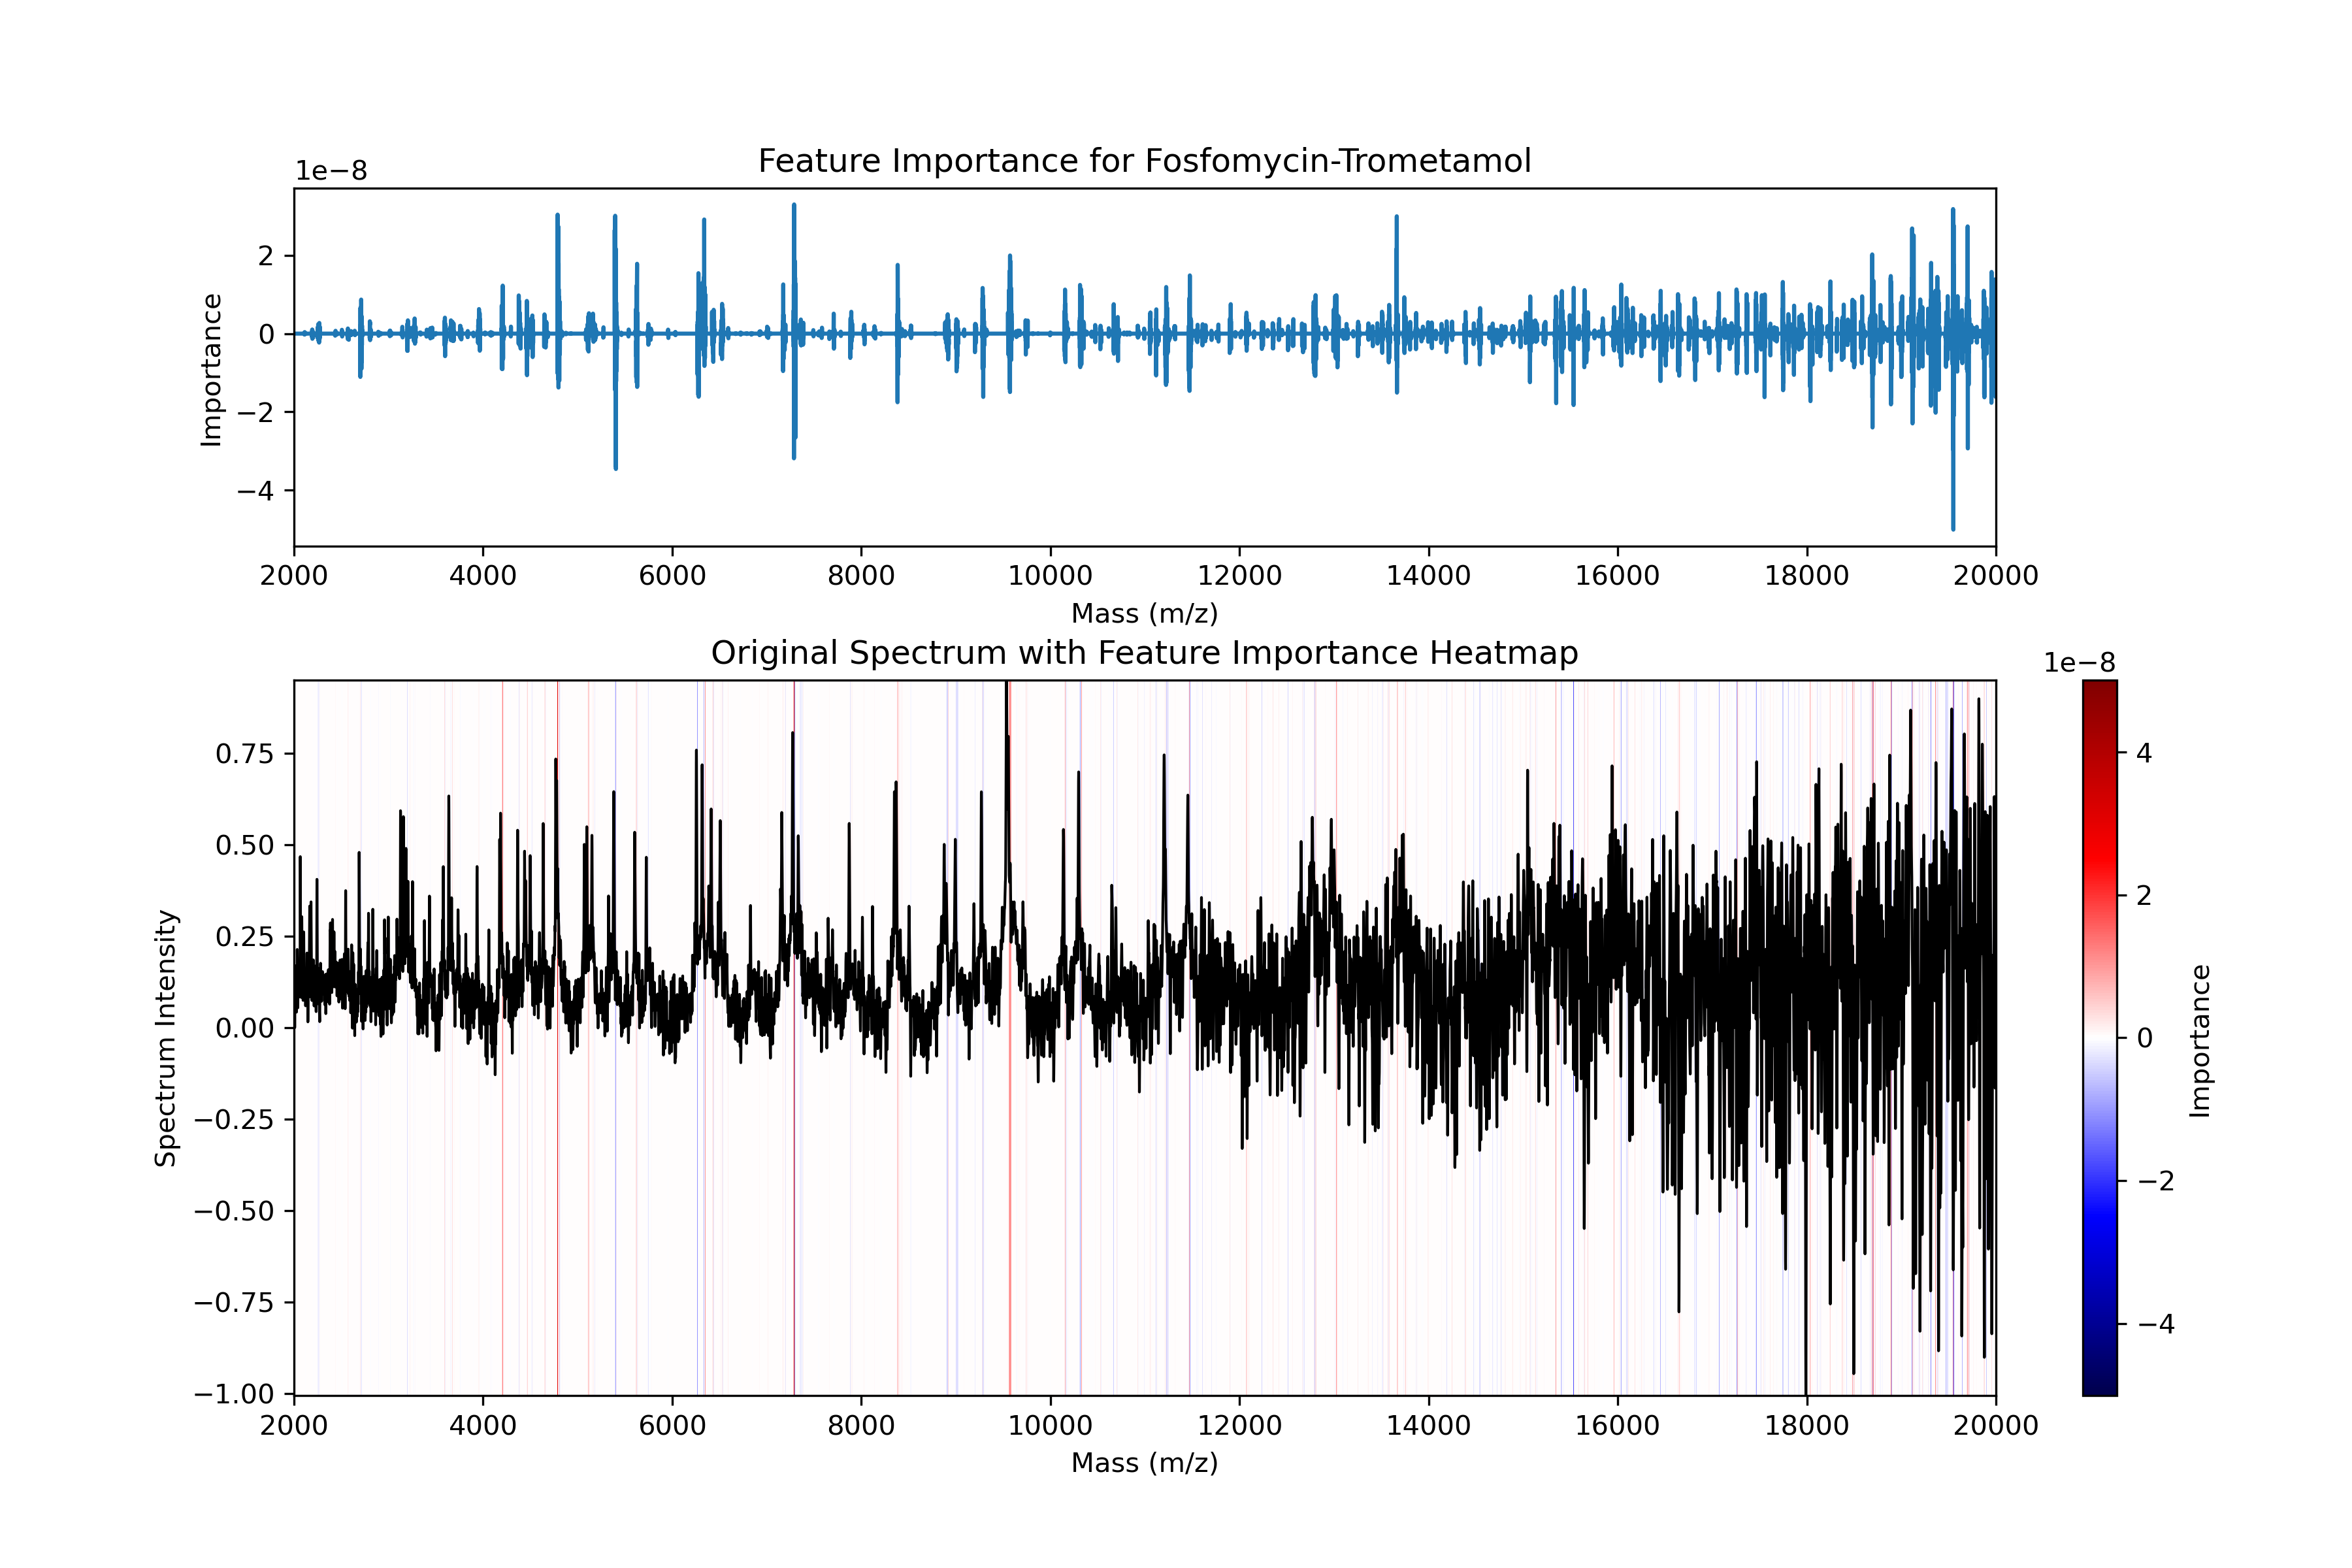 Feature Importance for Fosfomycin-Trometamol
1e−8
2
0
−2
−4
Importance
2000 4000 6000 8000 10000 12000 14000 16000 18000 20000
Mass (m/z)
Original Spectrum with Feature Importance Heatmap
0.75
0.50
0.25
0.00
−0.25
−0.50
−0.75
−1.00
Spectrum Intensity
2000 4000 6000 8000 10000 12000 14000 16000 18000 20000
Mass (m/z)
1e−8
4
2
0
−2
−4
Importance